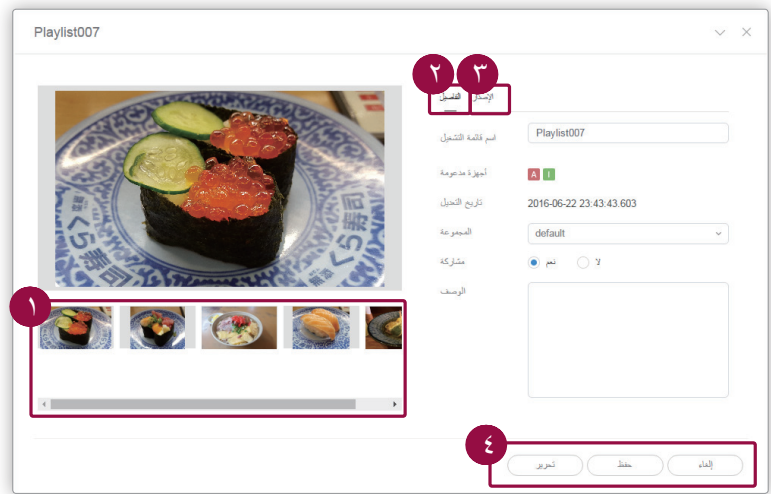 Playlist007
٢ ٣
التفاصيل الإصدار
اسم قائمة التشغيل Playlist007
أجهزة مدعومة A I
تاريخ التعديل 2016-06-22 23:43:43.603
المجموعة default
مشاركة نعم لا
الوصف
١
٤
تحرير حفظ إلغاء